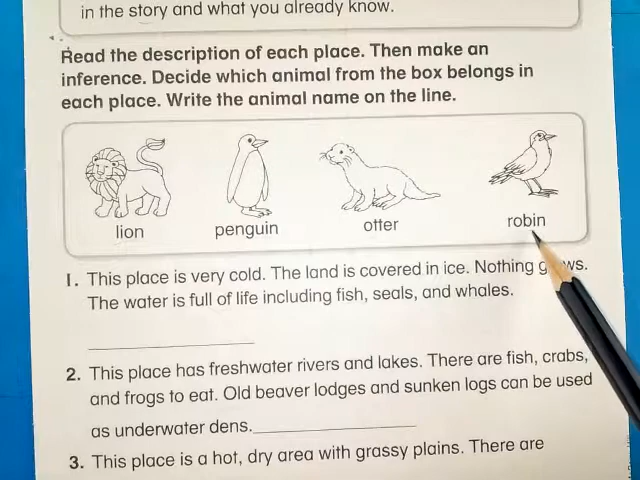 in the story and what you already know.
Read the description of each place. Then make an
inference. Decide which animal from the box belongs in
each place. Write the animal name on the line.
lion
penguin
otter
robin
1. This place is very cold. The land is covered in ice. Nothing
The water is full of life including fish, seals, and whales.
2. This place has freshwater rivers and lakes. There are fish, crabs,
and frogs to eat. Old beaver lodges and sunken logs can be used
as underwater dens.
3. This place is a hot, dry area with grassy plains. There are